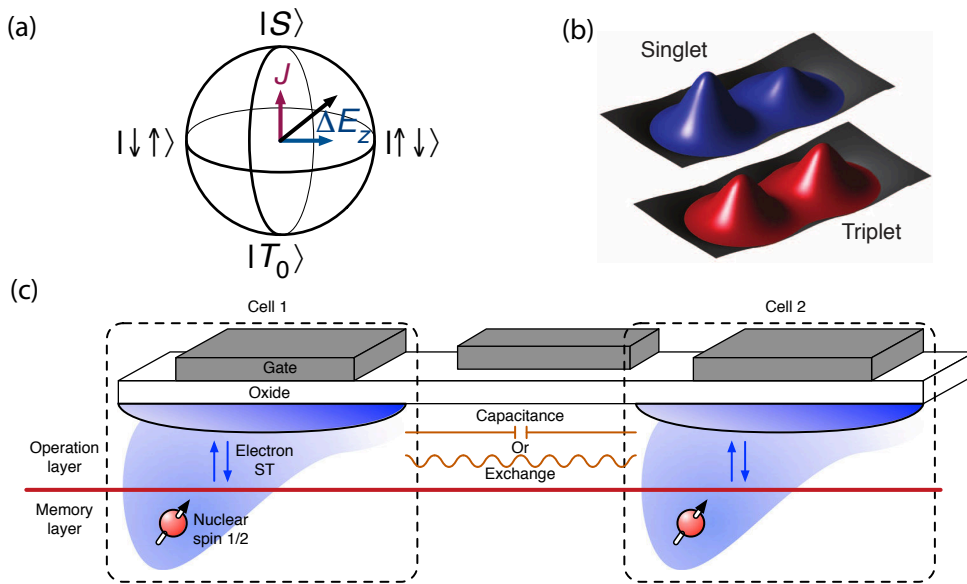 (a)
|S⟩
J
ΔE_z
|↓↑⟩
|↑↓⟩
|T₀⟩
(b)
Singlet
Triplet
(c)
Cell 1
Cell 2
Gate
Oxide
Capacitance
Or
Exchange
Operation
layer
Electron
ST
Memory
layer
Nuclear
spin 1/2